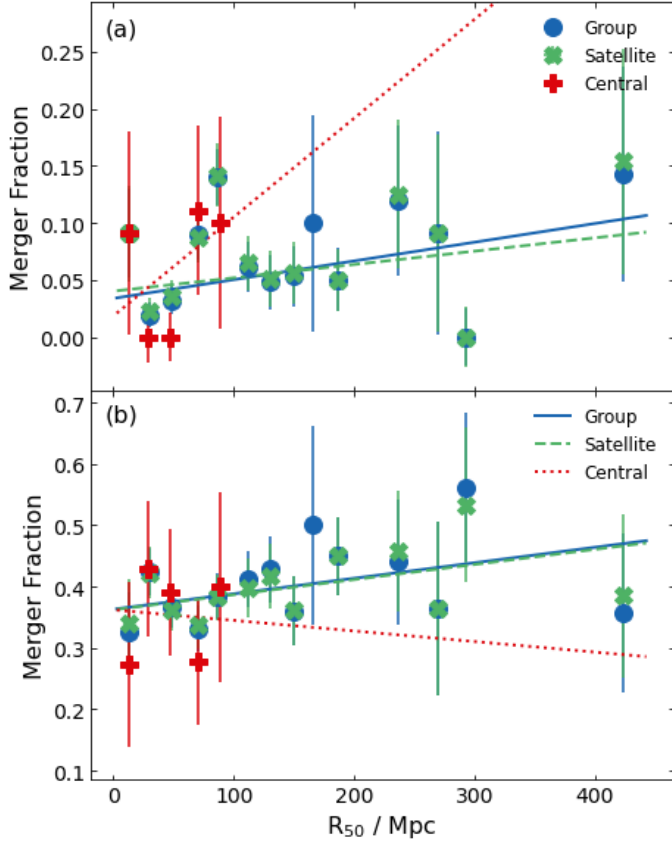 (a)
Group
Satellite
Central
0.25
0.20
0.15
0.10
0.05
0.00
Merger Fraction
(b)
Group
Satellite
Central
0.7
0.6
0.5
0.4
0.3
0.2
0.1
Merger Fraction
0 100 200 300 400
R50 / Mpc